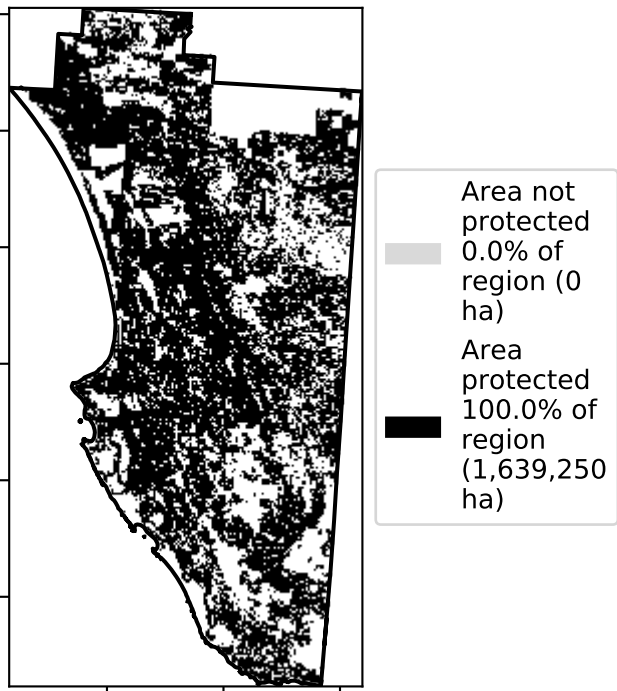 Area not
protected
0.0% of
region (0
ha)
Area
protected
100.0% of
region
(1,639,250
ha)